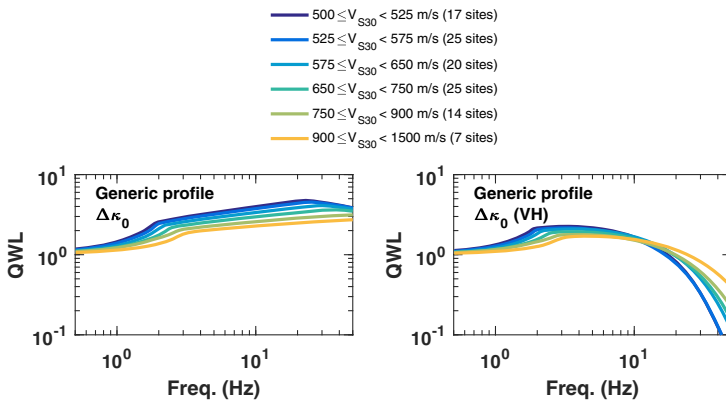 500 ≤V_S30 < 525 m/s (17 sites)
525 ≤V_S30 < 575 m/s (25 sites)
575 ≤V_S30 < 650 m/s (20 sites)
650 ≤V_S30 < 750 m/s (25 sites)
750 ≤V_S30 < 900 m/s (14 sites)
900 ≤V_S30 < 1500 m/s (7 sites)
Generic profile
Δκ_0
QWL
10^1
10^0
10^-1
10^0 10^1
Freq. (Hz)
Generic profile
Δκ_0 (VH)
QWL
10^1
10^0
10^-1
10^0 10^1
Freq. (Hz)